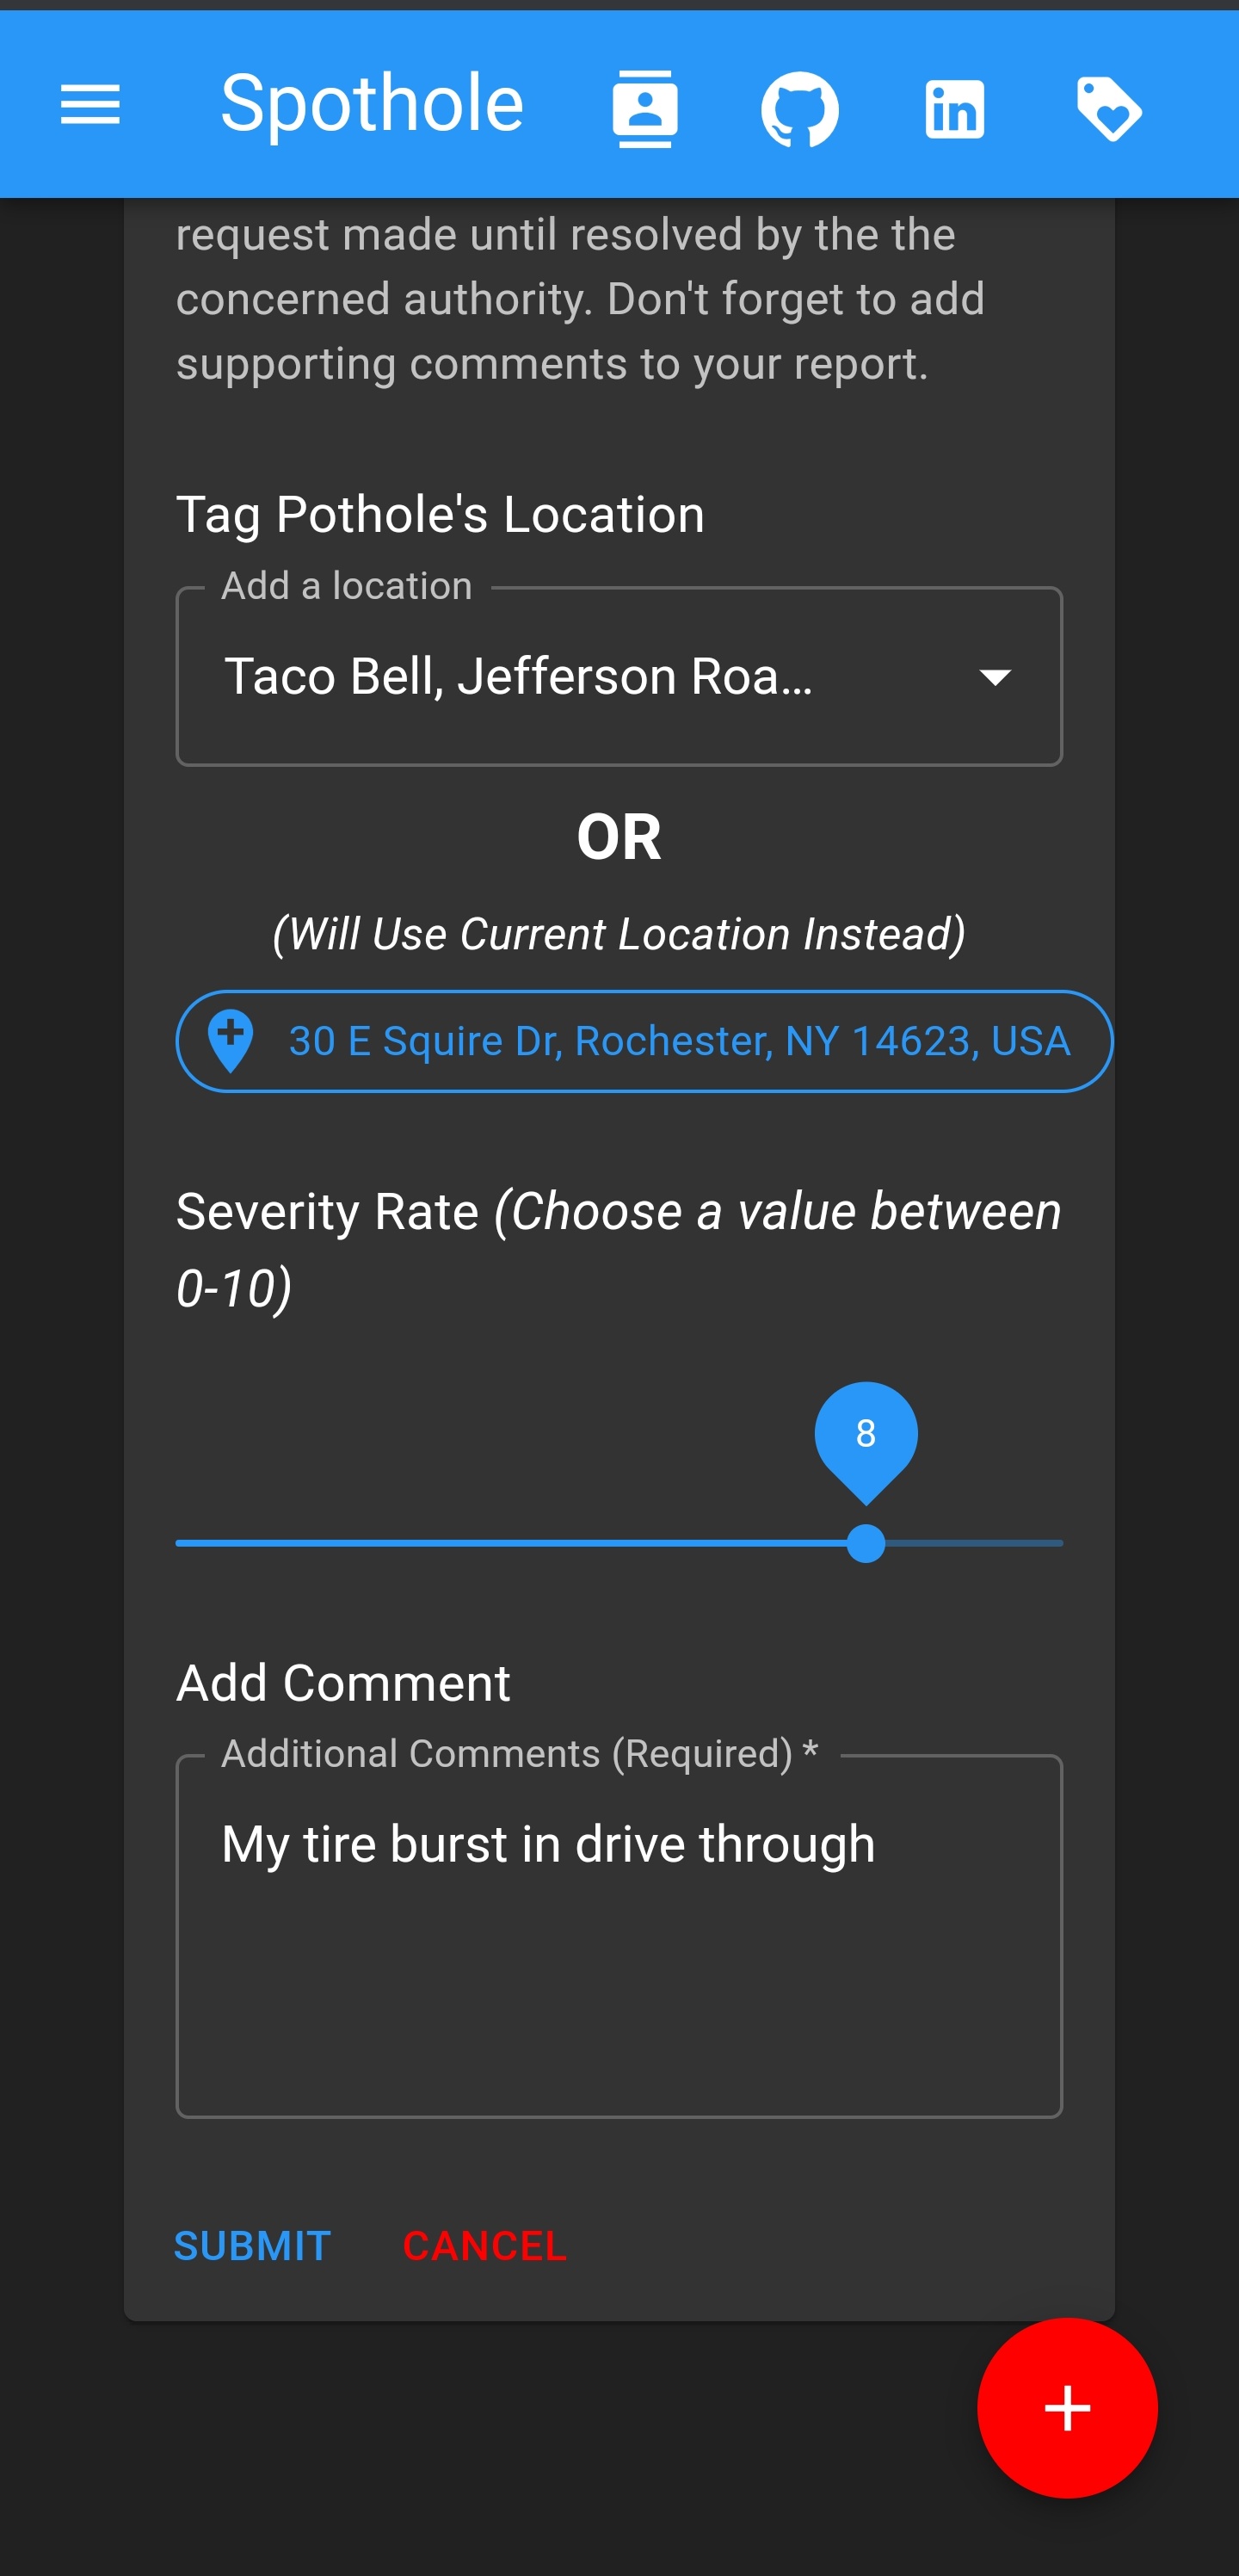 Spothole
request made until resolved by the the
concerned authority. Don't forget to add
supporting comments to your report.
Tag Pothole's Location
Add a location
Taco Bell, Jefferson Roa...
OR
(Will Use Current Location Instead)
30 E Squire Dr, Rochester, NY 14623, USA
Severity Rate (Choose a value between
0-10)
8
Add Comment
Additional Comments (Required) *
My tire burst in drive through
SUBMIT CANCEL